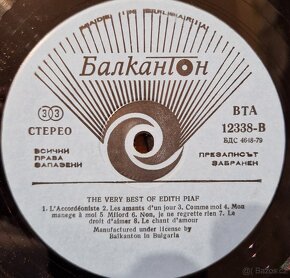 MADE IN BULGARIA
Балкантон
33
СТЕРЕО
ВТА
12338-B
БДС 4648-79
ВСИЧКИ
ПРАВА
ЗАПАЗЕНИ
ПРЕЗАПИСЪТ
ЗАБРАНЕН
THE VERY BEST OF EDITH PIAF
1. L'Accordéoniste 2. Les amants d'un jour 3. Comme moi 4. Mon
manege à moi 5. Milord 6. Non, je ne regrette rien 7. Le
droit d'aimer 8. Le chant d'amour
Manufactured under license by
Balkanton in Bulgaria